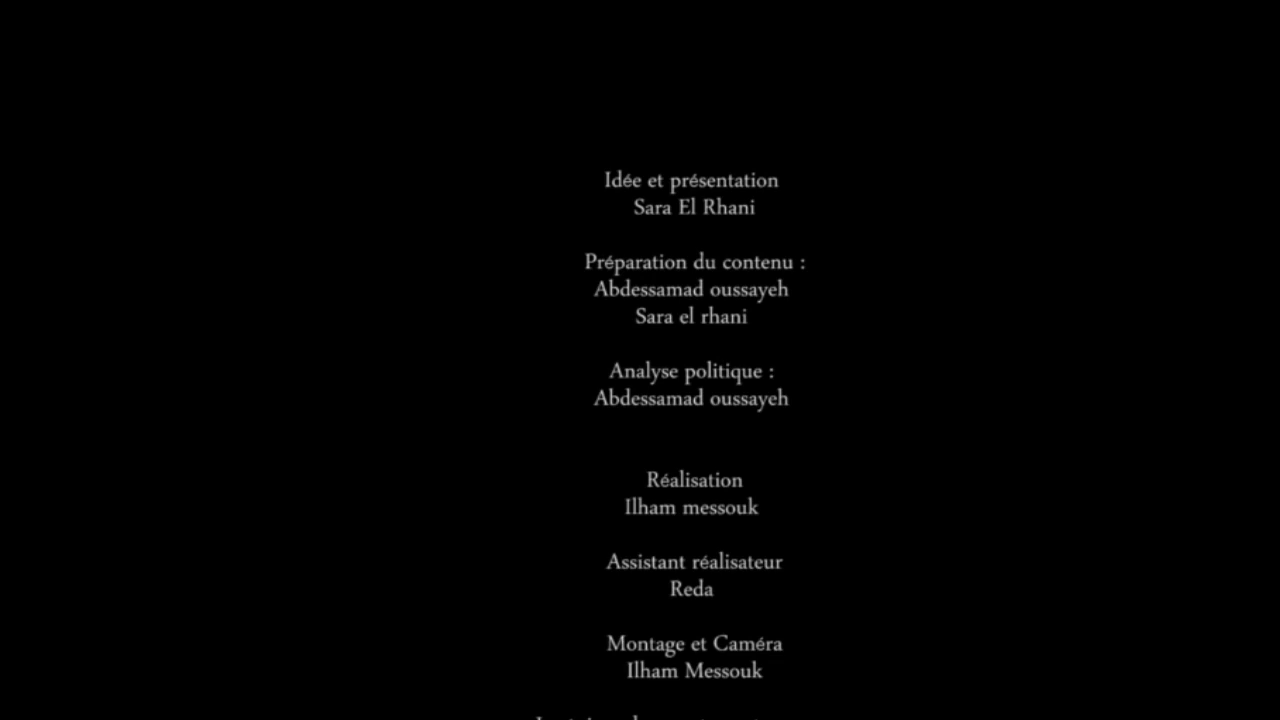 Idée et présentation
Sara El Rhani
Préparation du contenu :
Abdessamad oussayeh
Sara el rhani
Analyse politique :
Abdessamad oussayeh
Réalisation
Ilham messouk
Assistant réalisateur
Reda
Montage et Caméra
Ilham Messouk